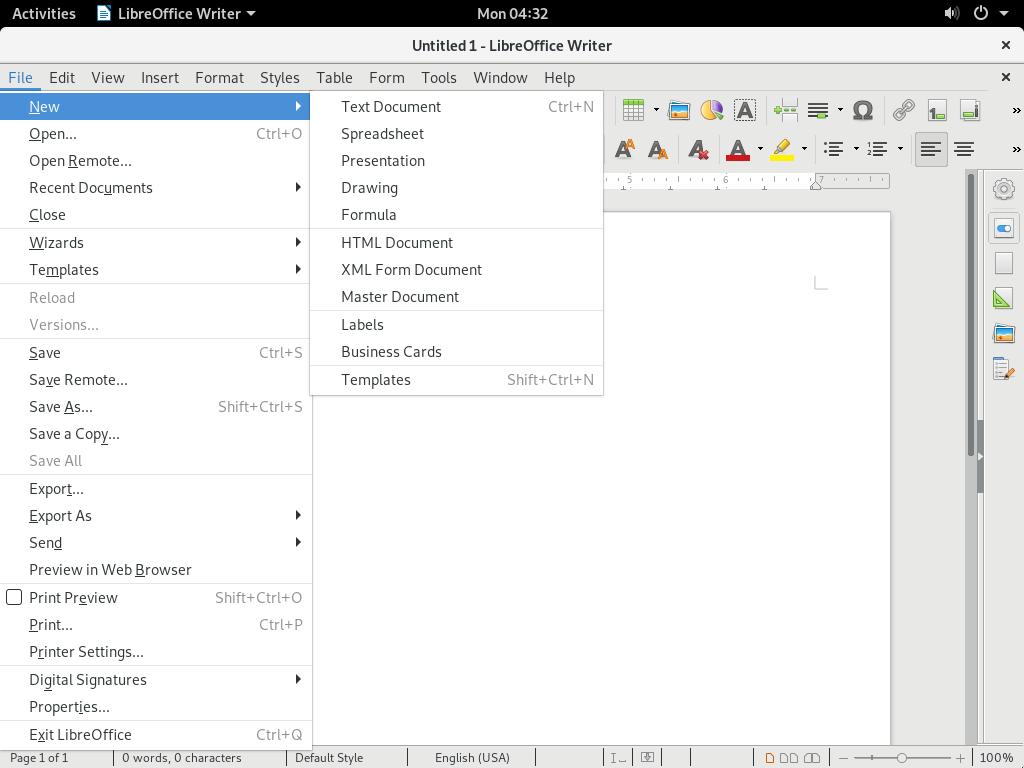 Activities LibreOffice Writer Mon 04:32
Untitled 1 - LibreOffice Writer
File Edit View Insert Format Styles Table Form Tools Window Help
New
Open... Ctrl+O
Open Remote...
Recent Documents
Close
Wizards
Templates
Reload
Versions...
Save Ctrl+S
Save Remote...
Save As... Shift+Ctrl+S
Save a Copy...
Save All
Export...
Export As
Send
Preview in Web Browser
Print Preview Shift+Ctrl+O
Print... Ctrl+P
Printer Settings...
Digital Signatures
Properties...
Exit LibreOffice Ctrl+Q
Text Document Ctrl+N
Spreadsheet
Presentation
Drawing
Formula
HTML Document
XML Form Document
Master Document
Labels
Business Cards
Templates Shift+Ctrl+N
5 6 7
Page 1 of 1 0 words, 0 characters Default Style English (USA) 100%